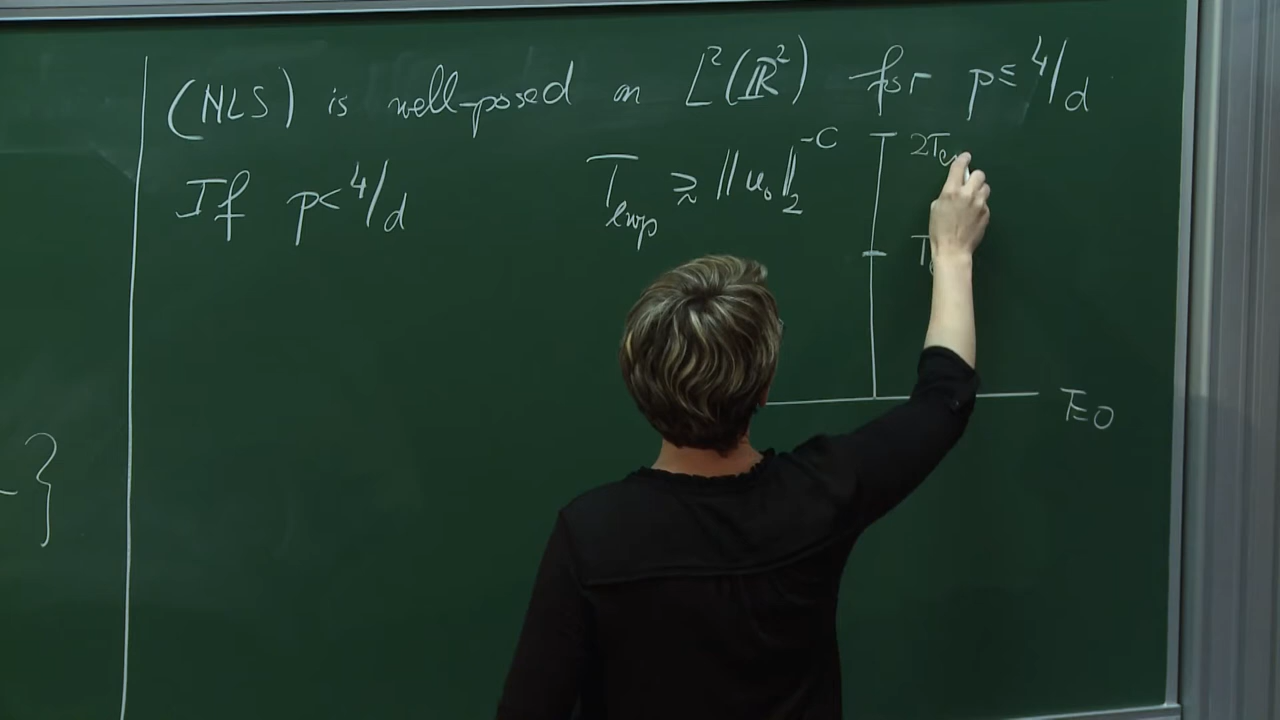 (NLS) is well-posed on L²(ℝ²) for p ≤ 4/d
If p < 4/d T_lwp ≳ ‖u₀‖₂^{-C}
2T
T
T=0
}